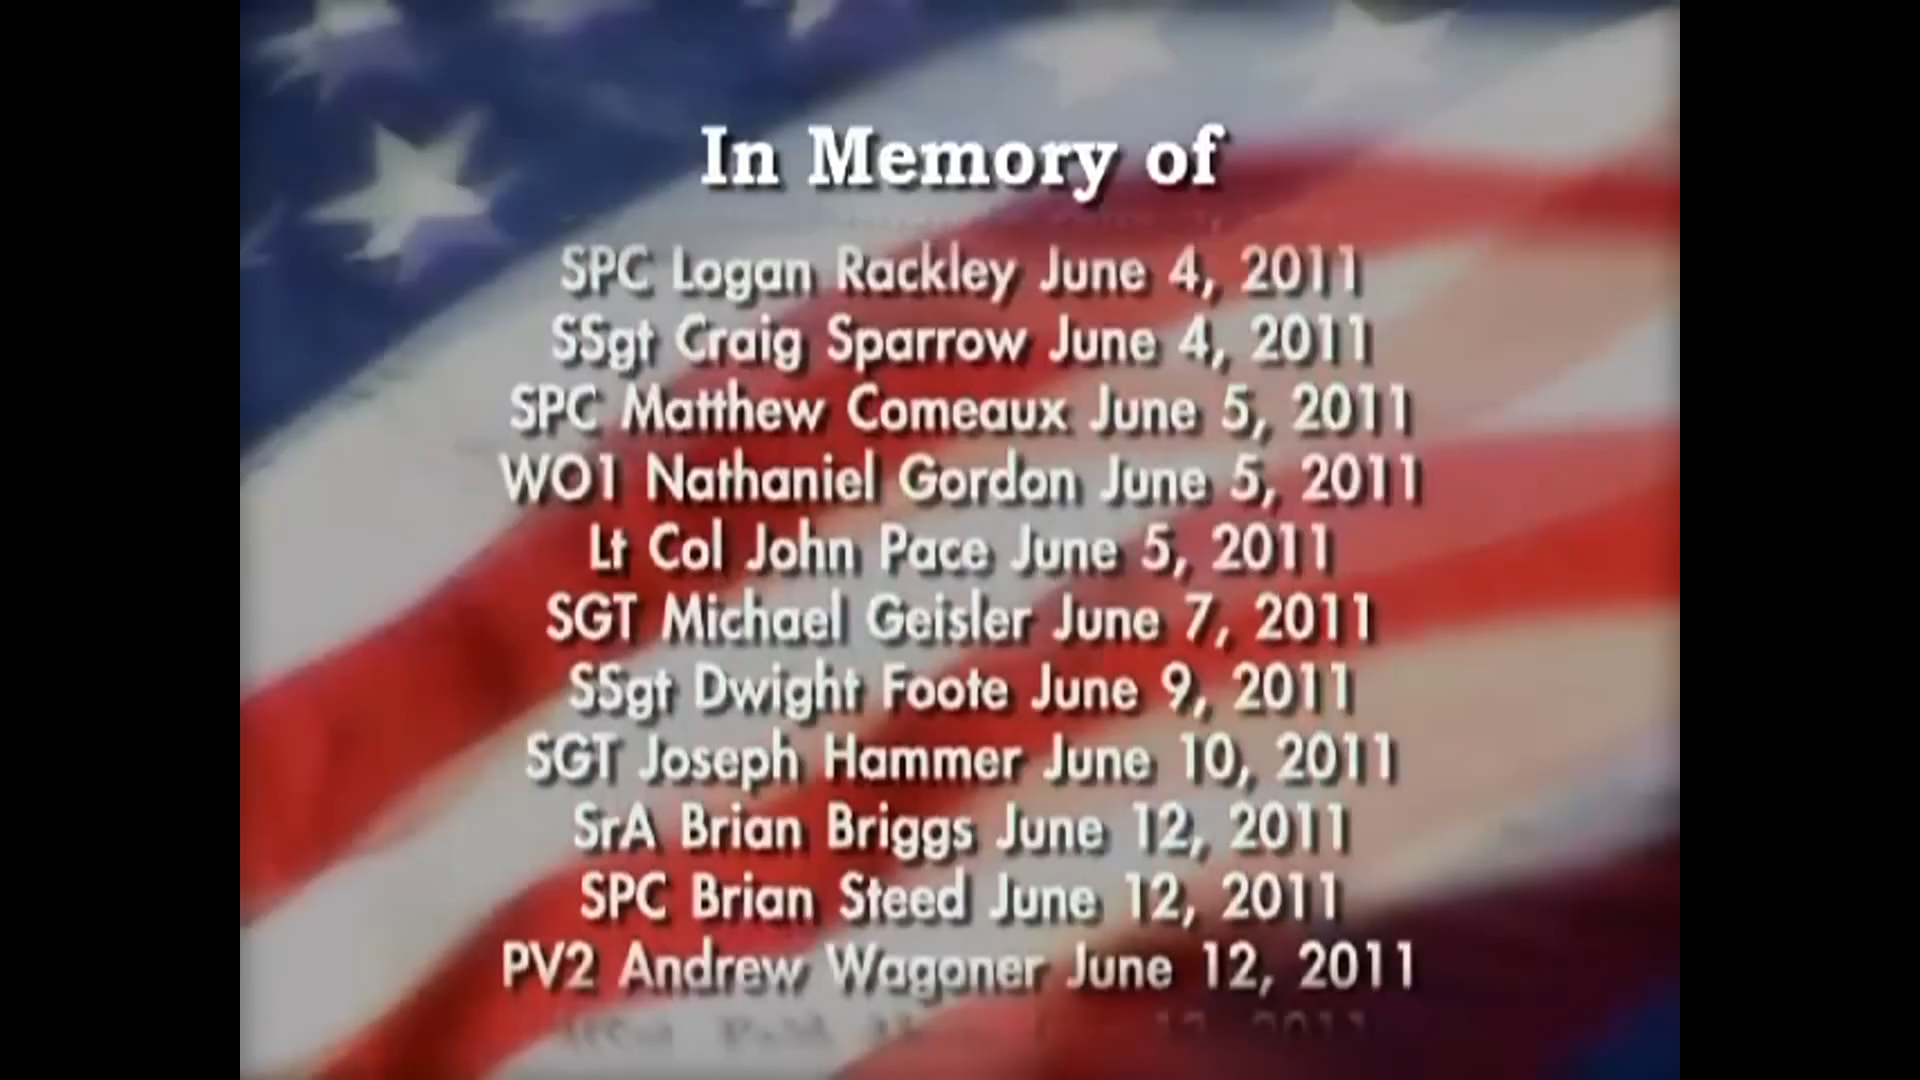 In Memory of
SPC Logan Rackley June 4, 2011
SSgt Craig Sparrow June 4, 2011
SPC Matthew Comeaux June 5, 2011
WO1 Nathaniel Gordon June 5, 2011
Lt Col John Pace June 5, 2011
SGT Michael Geisler June 7, 2011
SSgt Dwight Foote June 9, 2011
SGT Joseph Hammer June 10, 2011
SrA Brian Briggs June 12, 2011
SPC Brian Steed June 12, 2011
PV2 Andrew Wagoner June 12, 2011